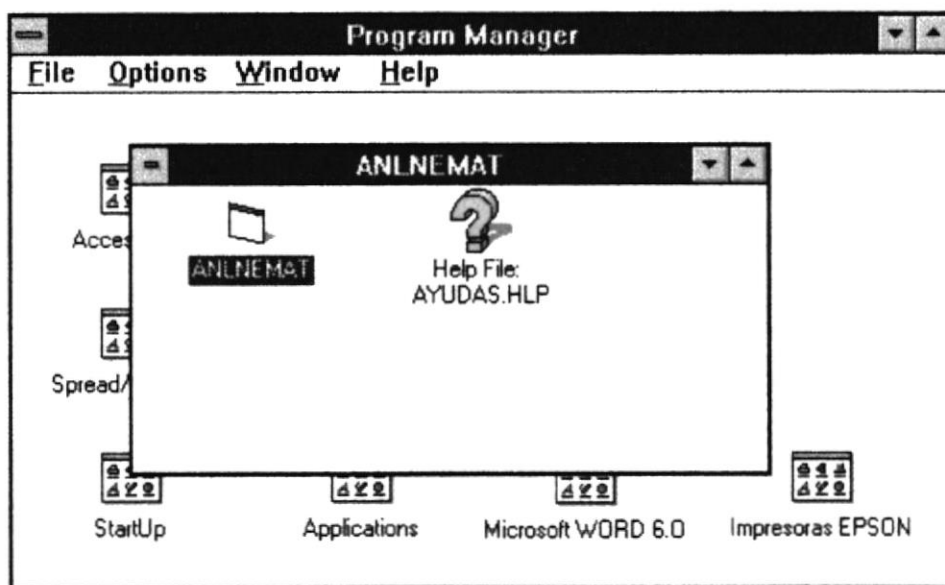 Program Manager
File Options Window Help
ANLNEMAT
ANLNEMAT
Help File:
AYUDAS.HLP
Acces
Spread/
StartUp
Applications
Microsoft WORD 6.0
Impresoras EPSON